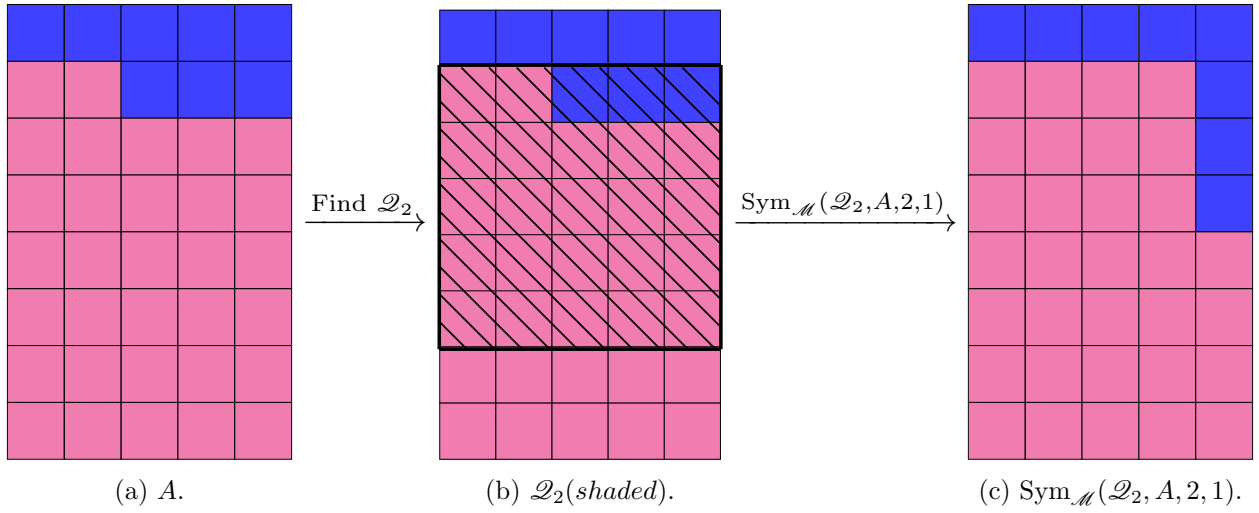 Find 𝒬₂
Sym_ℳ(𝒬₂,A,2,1)
(a) A.
(b) 𝒬₂(shaded).
(c) Sym_ℳ(𝒬₂, A, 2, 1).